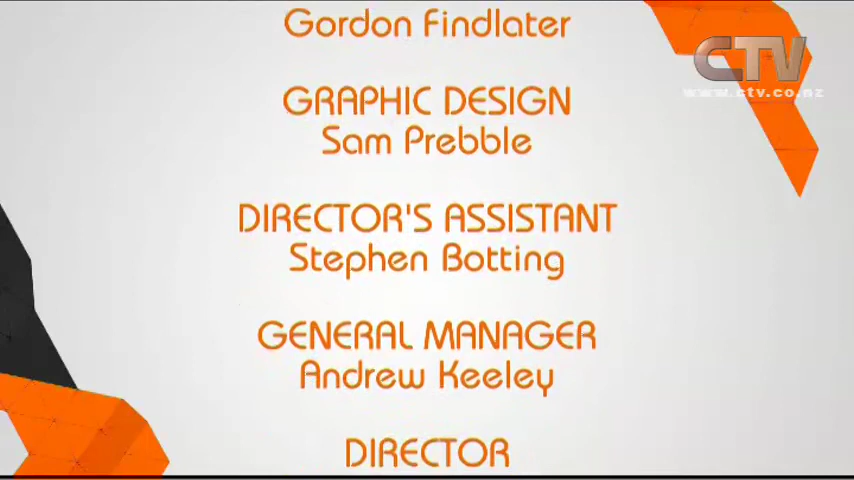 Gordon Findlater
CTV
www.ctv.co.nz
GRAPHIC DESIGN
Sam Prebble
DIRECTOR'S ASSISTANT
Stephen Botting
GENERAL MANAGER
Andrew Keeley
DIRECTOR